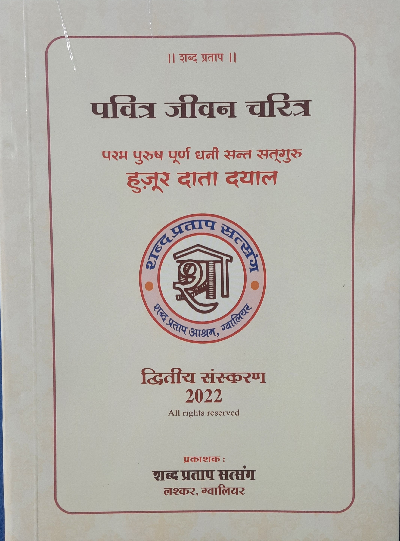 || शब्द प्रताप ||
पवित्र जीवन चरित्र
परम पुरुष पूर्ण धनी सन्त सत्‌गुरु
हुज़ूर दाता दयाल
शब्द प्रताप सत्संग
शब्द प्रताप आश्रम, ग्वालियर
द्वितीय संस्करण
2022
All rights reserved
प्रकाशक :
शब्द प्रताप सत्संग
लश्कर, ग्वालियर